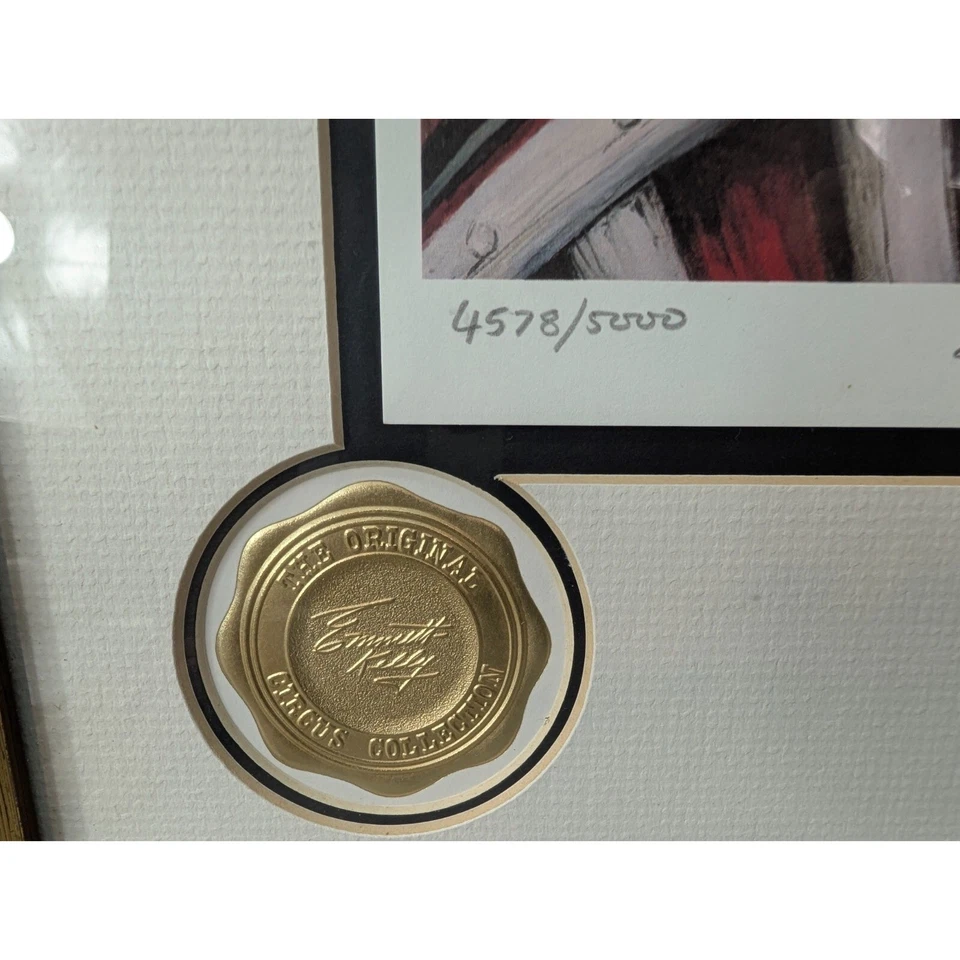 4578/5000
THE ORIGINAL
Emmett
Kelly
CIRCUS COLLECTION